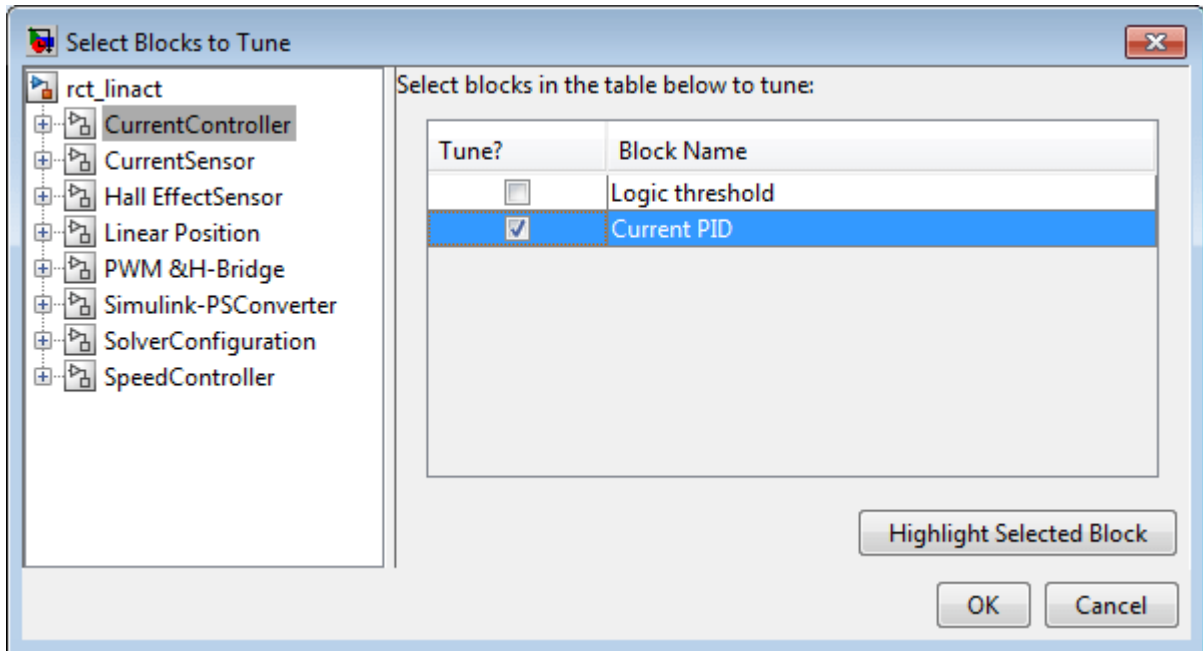 Select Blocks to Tune
rct_linact
CurrentController
CurrentSensor
Hall EffectSensor
Linear Position
PWM &H-Bridge
Simulink-PSConverter
SolverConfiguration
SpeedController
Select blocks in the table below to tune:
Tune? Block Name
Logic threshold
Current PID
Highlight Selected Block
OK Cancel